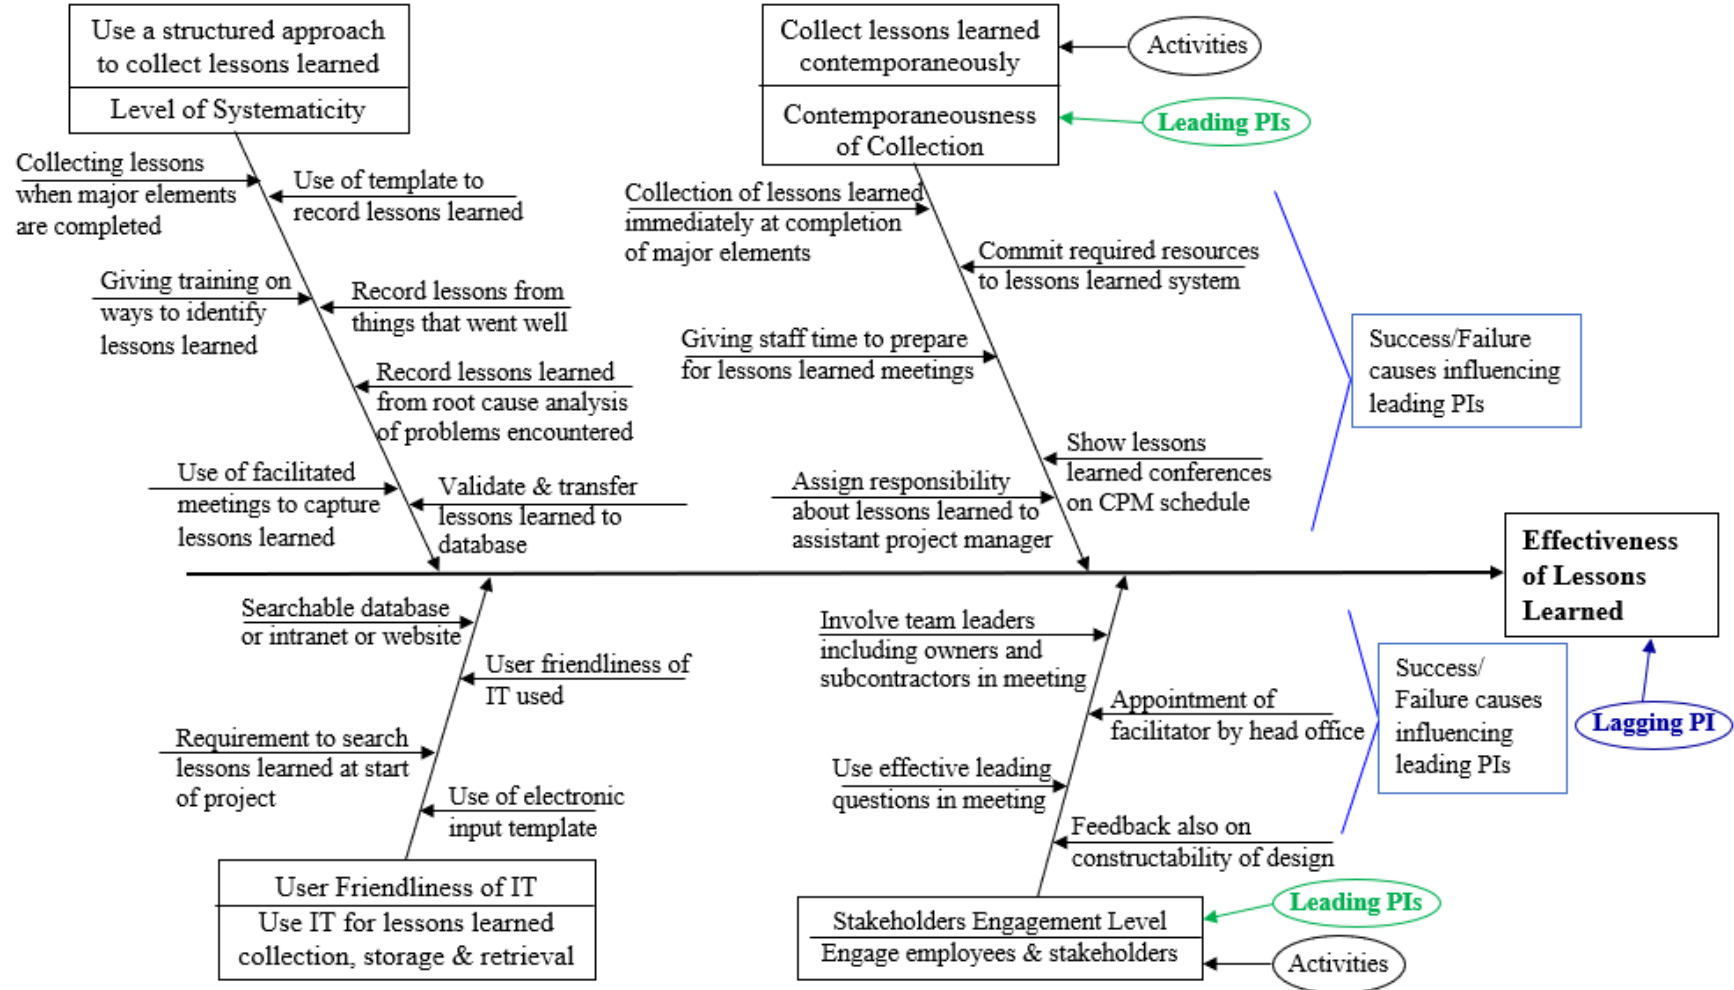 Use a structured approach
to collect lessons learned
Level of Systematicity
Collecting lessons
when major elements
are completed
Use of template to
record lessons learned
Giving training on
ways to identify
lessons learned
Record lessons from
things that went well
Record lessons learned
from root cause analysis
of problems encountered
Use of facilitated
meetings to capture
lessons learned
Validate & transfer
lessons learned to
database
Collect lessons learned
contemporaneously
Contemporaneousness
of Collection
Activities
Leading PIs
Collection of lessons learned
immediately at completion
of major elements
Commit required resources
to lessons learned system
Giving staff time to prepare
for lessons learned meetings
Show lessons
learned conferences
on CPM schedule
Assign responsibility
about lessons learned to
assistant project manager
Success/Failure
causes influencing
leading PIs
Effectiveness
of Lessons
Learned
Lagging PI
Searchable database
or intranet or website
User friendliness of
IT used
Requirement to search
lessons learned at start
of project
Use of electronic
input template
User Friendliness of IT
Use IT for lessons learned
collection, storage & retrieval
Involve team leaders
including owners and
subcontractors in meeting
Appointment of
facilitator by head office
Use effective leading
questions in meeting
Feedback also on
constructability of design
Success/
Failure causes
influencing
leading PIs
Stakeholders Engagement Level
Engage employees & stakeholders
Leading PIs
Activities